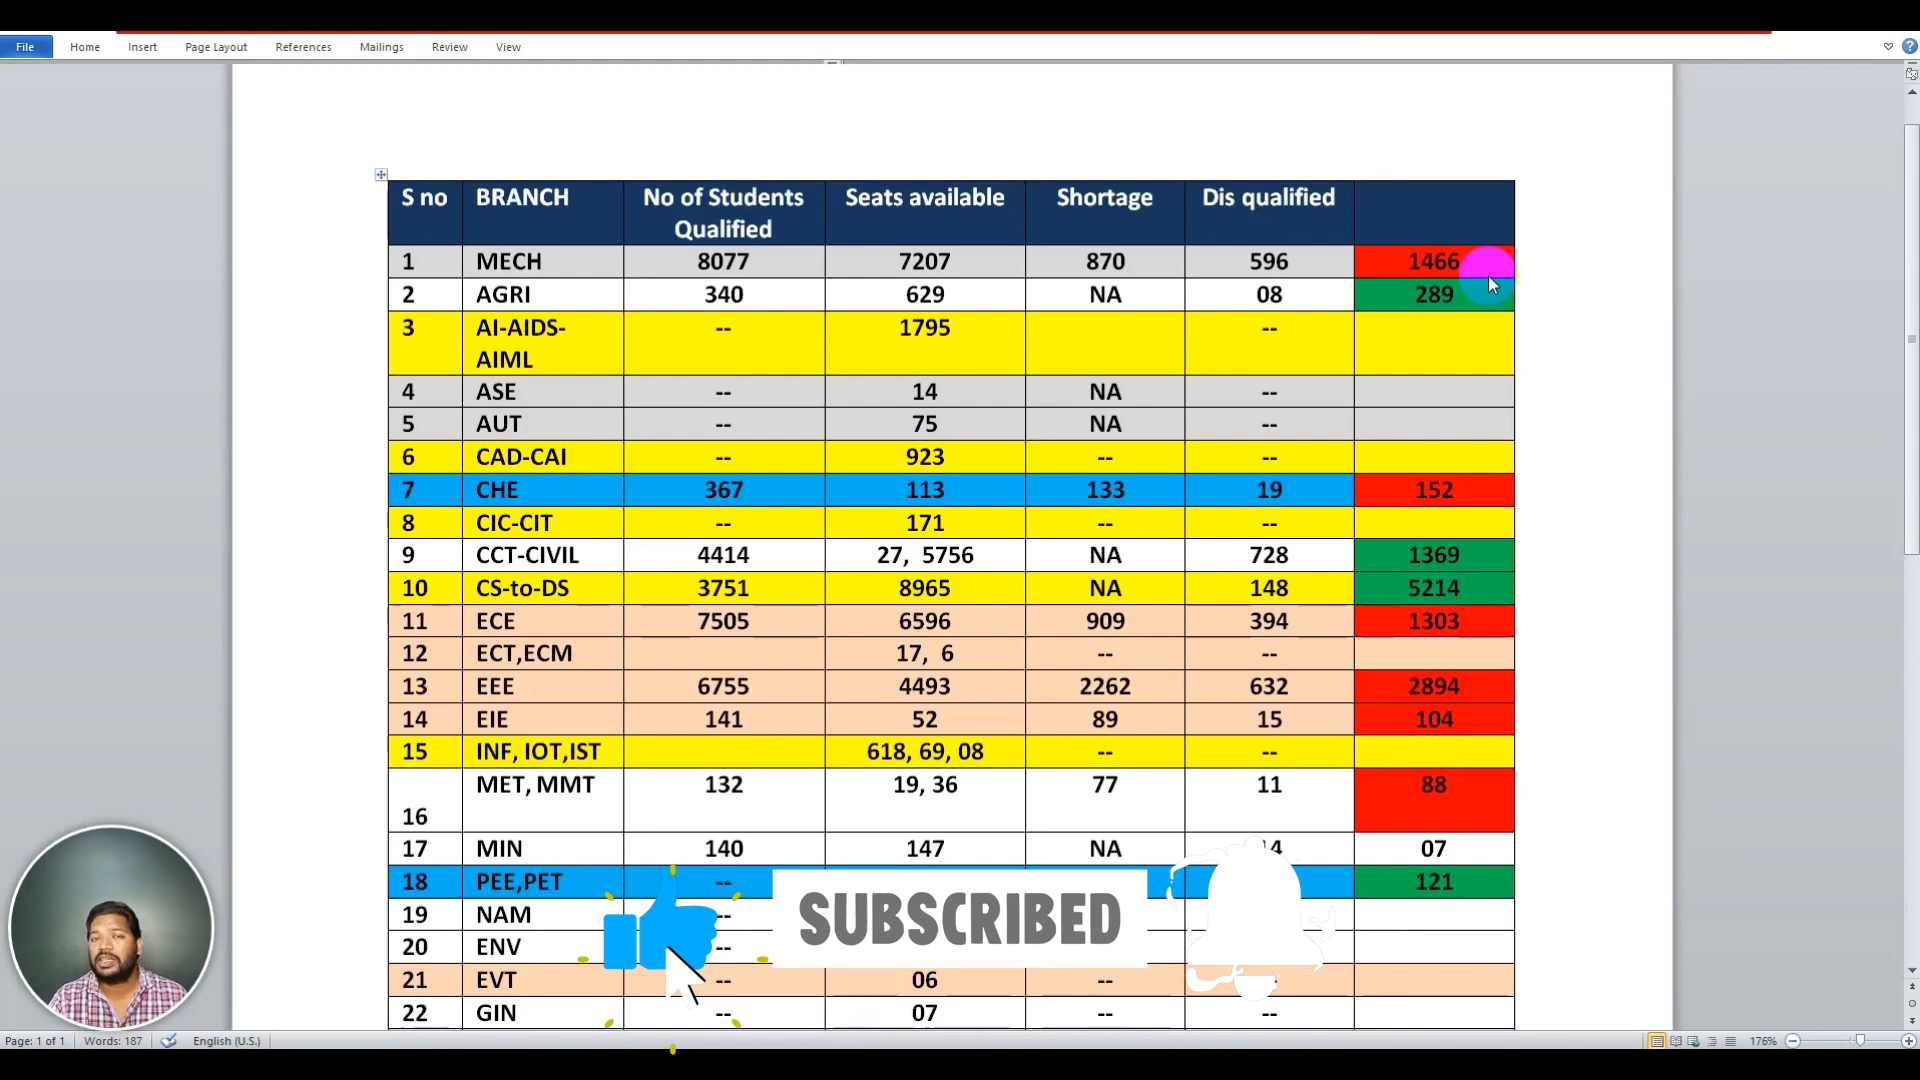 File Home Insert Page Layout References Mailings Review View
S no BRANCH No of Students Qualified Seats available Shortage Dis qualified
1 MECH 8077 7207 870 596 1466
2 AGRI 340 629 NA 08 289
3 AI-AIDS-AIML -- 1795 --
4 ASE -- 14 NA --
5 AUT -- 75 NA --
6 CAD-CAI -- 923 -- --
7 CHE 367 113 133 19 152
8 CIC-CIT -- 171 -- --
9 CCT-CIVIL 4414 27, 5756 NA 728 1369
10 CS-to-DS 3751 8965 NA 148 5214
11 ECE 7505 6596 909 394 1303
12 ECT,ECM 17, 6 -- --
13 EEE 6755 4493 2262 632 2894
14 EIE 141 52 89 15 104
15 INF, IOT,IST 618, 69, 08 -- --
16 MET, MMT 132 19, 36 77 11 88
17 MIN 140 147 NA 07
18 PEE,PET -- 121
19 NAM --
20 ENV --
SUBSCRIBED
21 EVT -- 06 --
22 GIN -- 07 -- --
Page: 1 of 1 Words: 187 English (U.S.) 176%